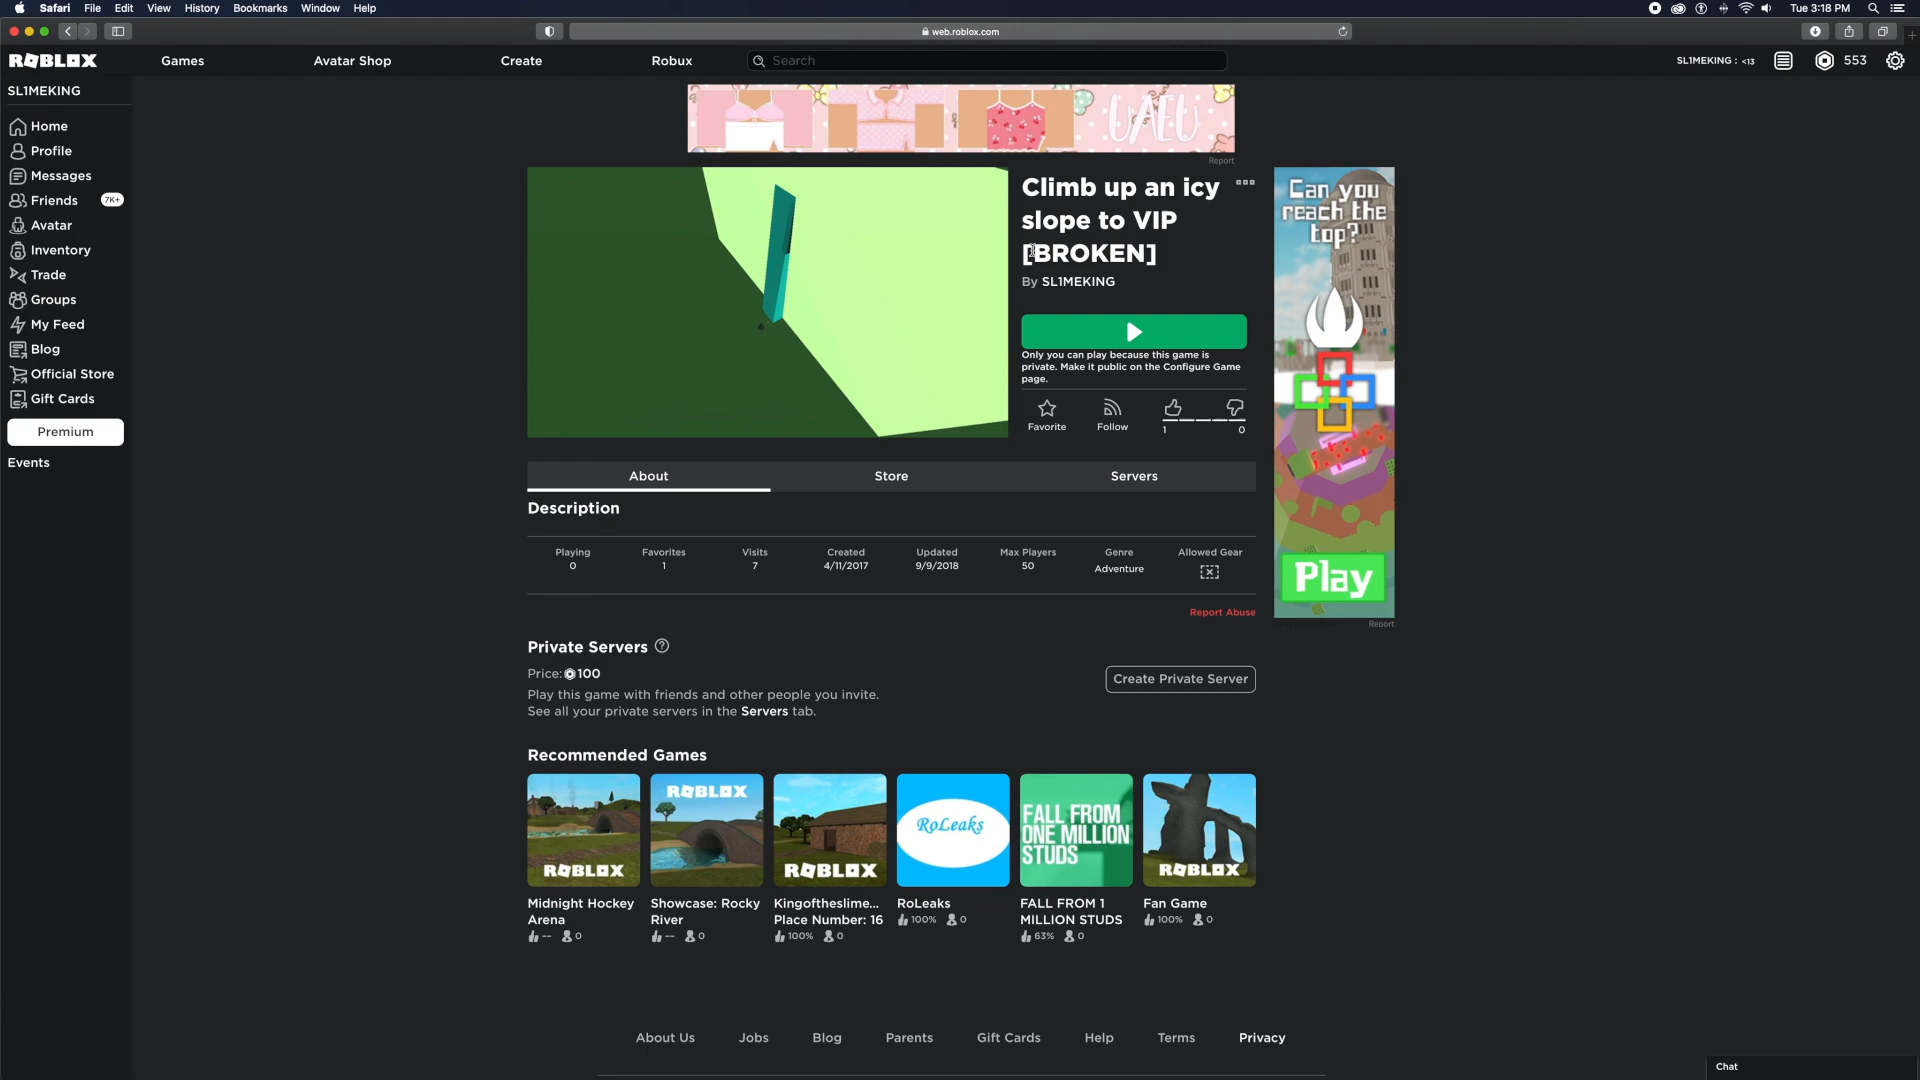 Safari File Edit View History Bookmarks Window Help
Tue 3:18 PM
web.roblox.com
ROBLOX
Games
Avatar Shop
Create
Robux
Search
SL1MEKING : <13
553
SL1MEKING
Home
Profile
Messages
Friends 7K+
Avatar
Inventory
Trade
Groups
My Feed
Blog
Official Store
Gift Cards
Premium
Events
UAEU
Report
Climb up an icy
slope to VIP
[BROKEN]
By SL1MEKING
Only you can play because this game is
private. Make it public on the Configure Game
page.
Favorite
Follow
1
0
Can you
reach the
top?
Play
Report
About
Store
Servers
Description
Playing
0
Favorites
1
Visits
7
Created
4/11/2017
Updated
9/9/2018
Max Players
50
Genre
Adventure
Allowed Gear
Report Abuse
Private Servers
Price: 100
Play this game with friends and other people you invite.
See all your private servers in the Servers tab.
Create Private Server
Recommended Games
ROBLOX
Midnight Hockey
Arena
-- 0
ROBLOX
Showcase: Rocky
River
-- 0
ROBLOX
Kingoftheslime...
Place Number: 16
100% 0
RoLeaks
RoLeaks
100% 0
FALL FROM
ONE MILLION
STUDS
FALL FROM 1
MILLION STUDS
63% 0
ROBLOX
Fan Game
100% 0
About Us
Jobs
Blog
Parents
Gift Cards
Help
Terms
Privacy
Chat